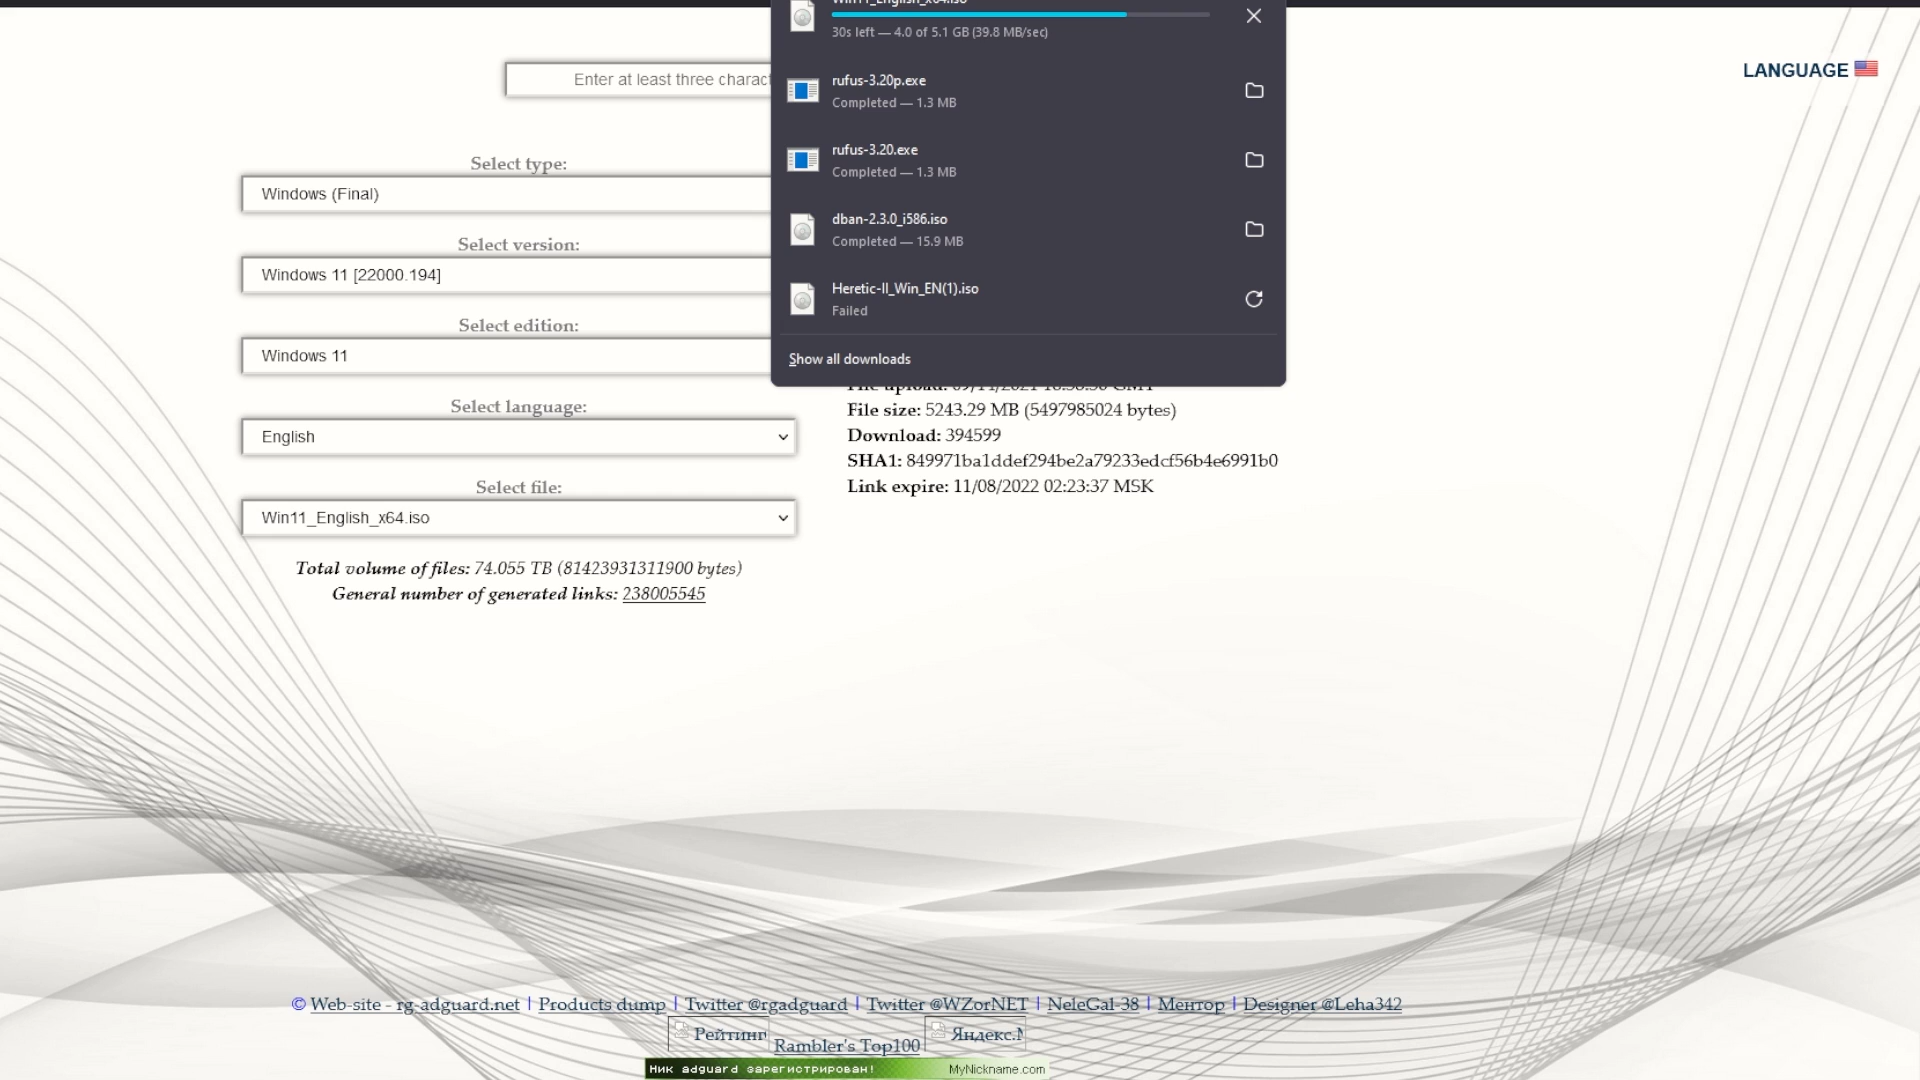 Win11_English_x64.iso
30s left — 4.0 of 5.1 GB (39.8 MB/sec)
rufus-3.20p.exe
Completed — 1.3 MB
rufus-3.20.exe
Completed — 1.3 MB
dban-2.3.0_i586.iso
Completed — 15.9 MB
Heretic-II_Win_EN(1).iso
Failed
Show all downloads
LANGUAGE
Enter at least three charact
Select type:
Windows (Final)
Select version:
Windows 11 [22000.194]
Select edition:
Windows 11
Select language:
English
Select file:
Win11_English_x64.iso
Total volume of files: 74.055 TB (81423931311900 bytes)
General number of generated links: 238005545
File size: 5243.29 MB (5497985024 bytes)
Download: 394599
SHA1: 849971ba1ddef294be2a79233edcf56b4e6991b0
Link expire: 11/08/2022 02:23:37 MSK
© Web-site - rg-adguard.net | Products dump | Twitter @rgadguard | Twitter @WZorNET | NeleGal-38 | Ментор | Designer @Leha342
Рейтинг Rambler's Top100 Яндекс.
Ник adguard зарегистрирован! MyNickname.com